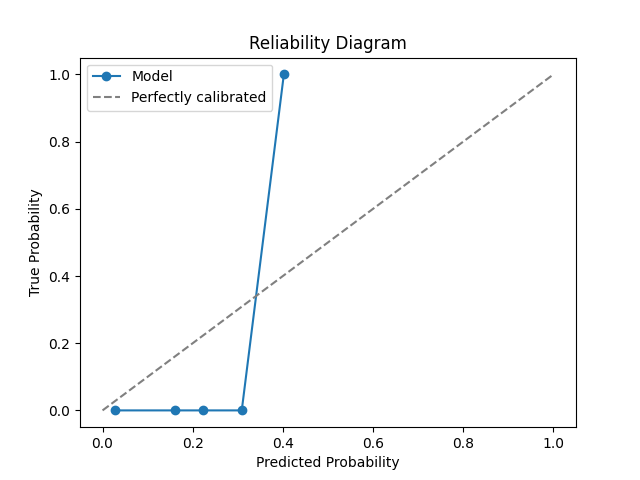 Reliability Diagram
Model
Perfectly calibrated
True Probability
1.0
0.8
0.6
0.4
0.2
0.0
0.0 0.2 0.4 0.6 0.8 1.0
Predicted Probability